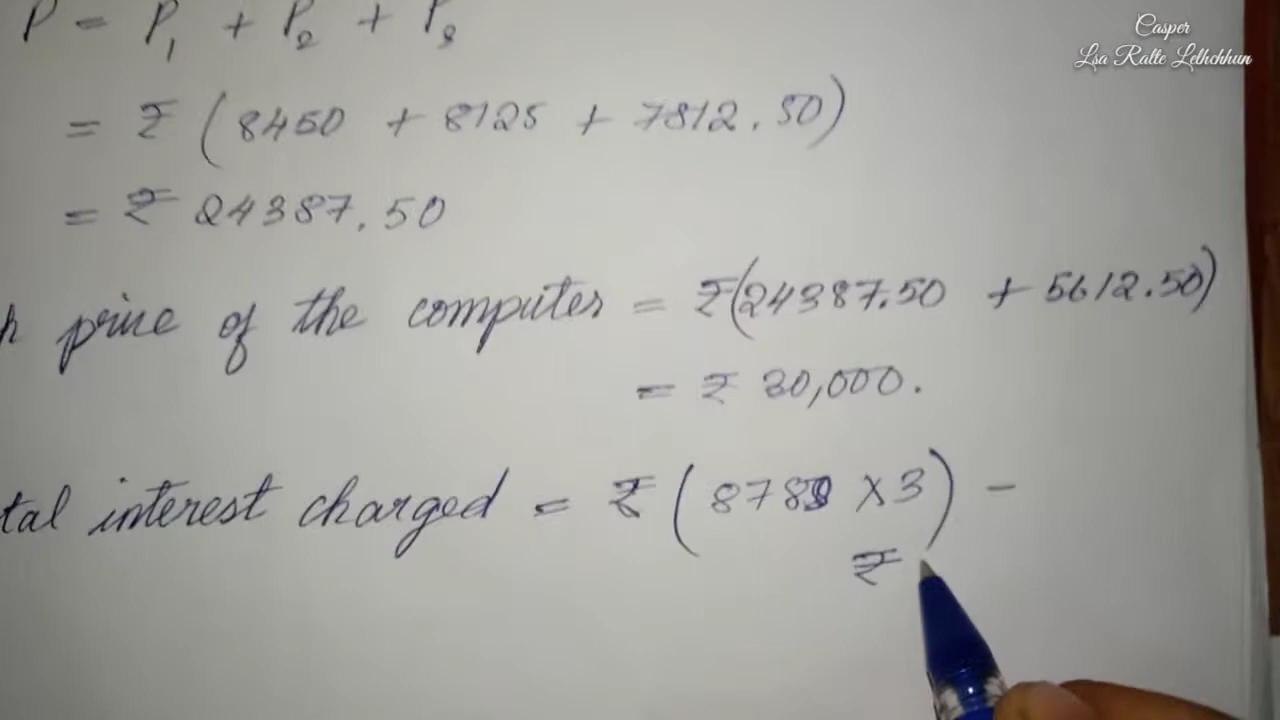 Casper
Lsa Ralte Lethchhun
P = P₁ + P₂ + P₃
= ₹ (8450 + 8125 + 7812.50)
= ₹ 24387.50
h price of the computer = ₹(24387.50 + 5612.50)
= ₹ 30,000.
tal interest charged = ₹ (8788 × 3) -
₹